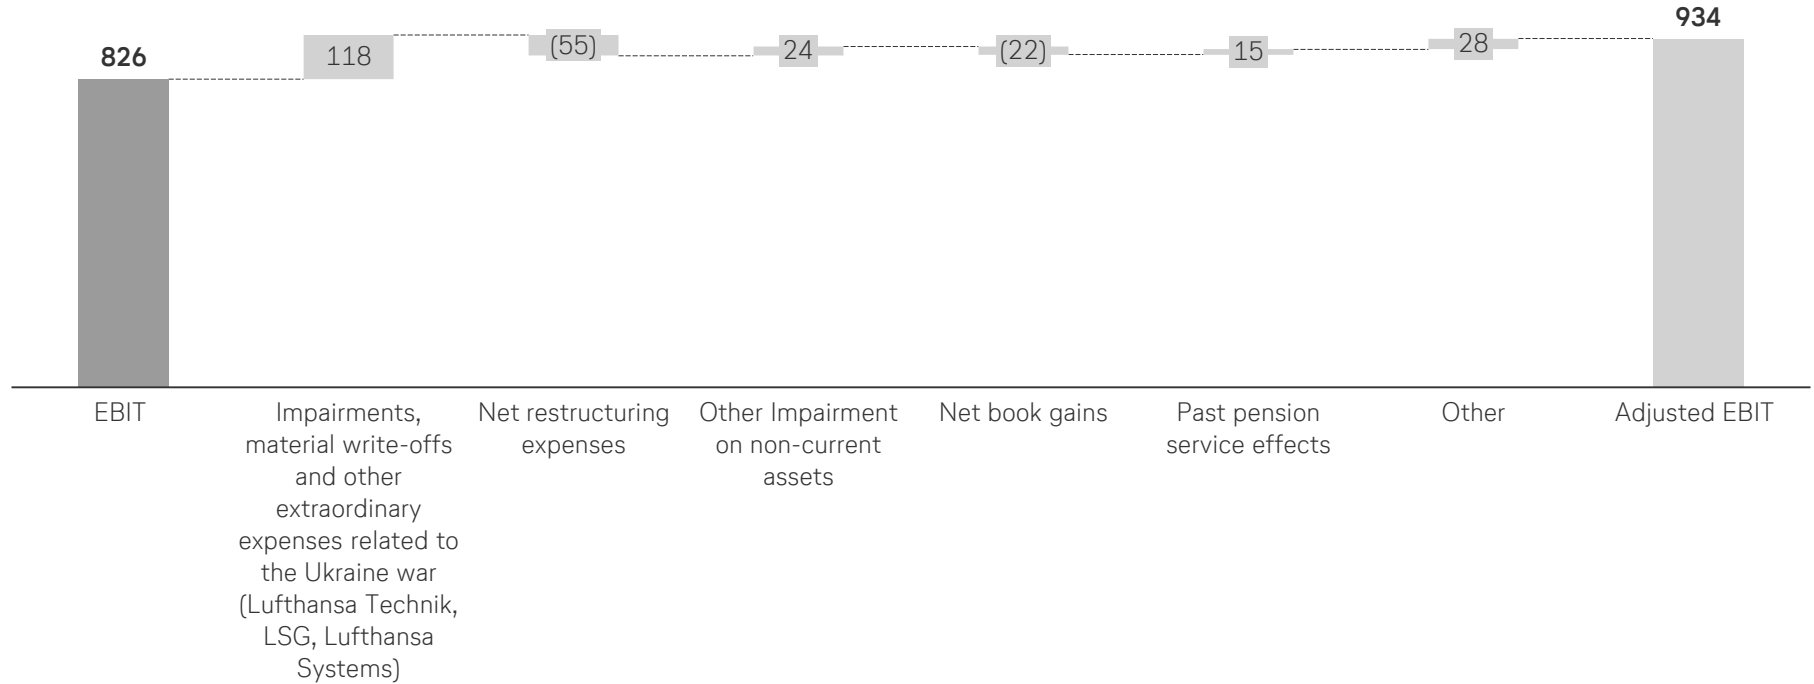 826
118
(55)
24
(22)
15
28
934
EBIT
Impairments,
material write-offs
and other
extraordinary
expenses related to
the Ukraine war
(Lufthansa Technik,
LSG, Lufthansa
Systems)
Net restructuring
expenses
Other Impairment
on non-current
assets
Net book gains
Past pension
service effects
Other
Adjusted EBIT